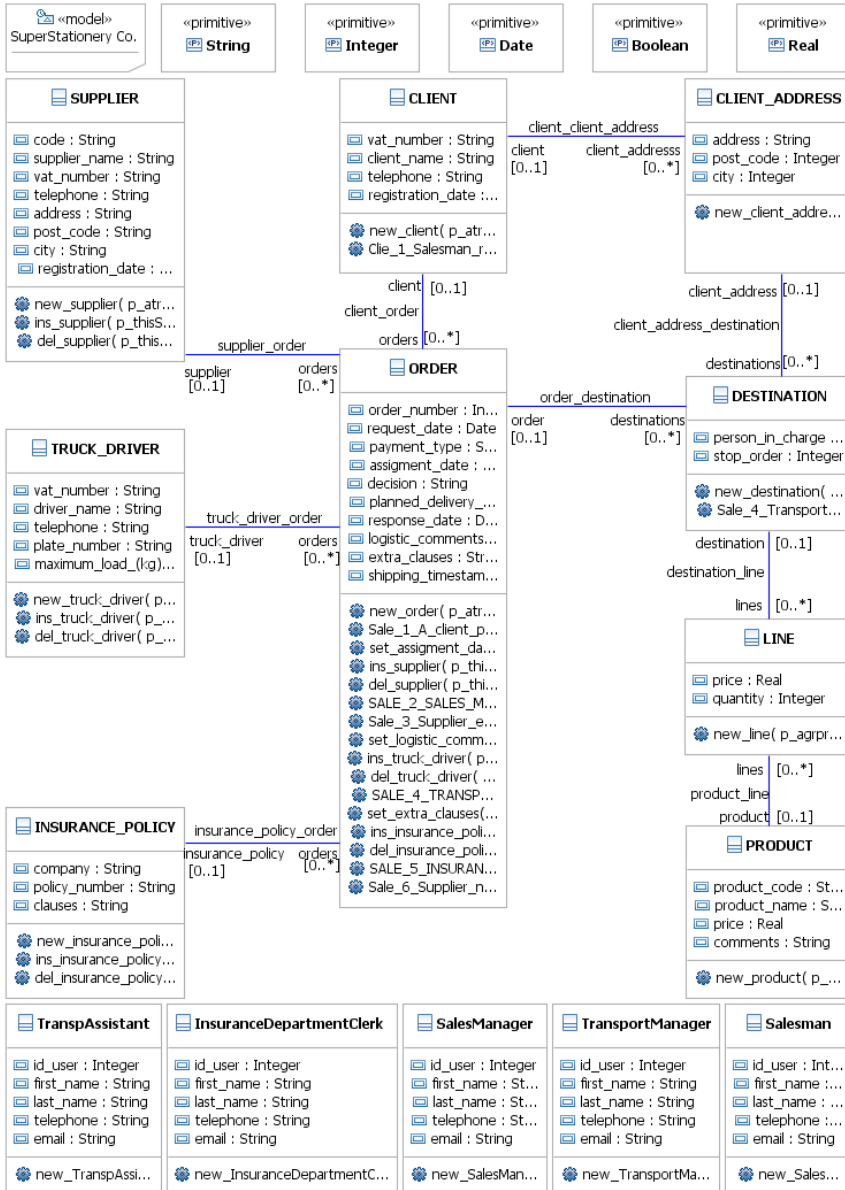 «model»
SuperStationery Co.
«primitive»
String
«primitive»
Integer
«primitive»
Date
«primitive»
Boolean
«primitive»
Real
SUPPLIER
code : String
supplier_name : String
vat_number : String
telephone : String
address : String
post_code : String
city : String
registration_date : ...
new_supplier( p_atr...
ins_supplier( p_thisS...
del_supplier( p_this...
CLIENT
vat_number : String
client_name : String
telephone : String
registration_date :...
new_client( p_atr...
Clie_1_Salesman_r...
client_client_address
client
[0..1]
client_addresss
[0..*]
CLIENT_ADDRESS
address : String
post_code : Integer
city : Integer
new_client_addre...
client [0..1]
client_order
orders [0..*]
client_address [0..1]
client_address_destination
destinations [0..*]
supplier_order
supplier
[0..1]
orders
[0..*]
ORDER
order_number : In...
request_date : Date
payment_type : S...
assigment_date : ...
decision : String
planned_delivery_...
response_date : D...
logistic_comments...
extra_clauses : Str...
shipping_timestam...
new_order( p_atr...
Sale_1_A_client_p...
set_assigment_da...
ins_supplier( p_thi...
del_supplier( p_thi...
SALE_2_SALES_M...
Sale_3_Supplier_e...
set_logistic_comm...
ins_truck_driver( p...
del_truck_driver( ...
SALE_4_TRANSP...
set_extra_clauses(...
ins_insurance_poli...
del_insurance_poli...
SALE_5_INSURAN...
Sale_6_Supplier_n...
order_destination
order
[0..1]
destinations
[0..*]
DESTINATION
person_in_charge ...
stop_order : Integer
new_destination( ...
Sale_4_Transport...
TRUCK_DRIVER
vat_number : String
driver_name : String
telephone : String
plate_number : String
maximum_load_(kg)...
new_truck_driver( p...
ins_truck_driver( p_...
del_truck_driver( p_...
truck_driver_order
truck_driver
[0..1]
orders
[0..*]
destination [0..1]
destination_line
lines [0..*]
LINE
price : Real
quantity : Integer
new_line( p_agrpr...
lines [0..*]
product_line
product [0..1]
INSURANCE_POLICY
company : String
policy_number : String
clauses : String
new_insurance_poli...
ins_insurance_policy...
del_insurance_polic...
insurance_policy_order
insurance_policy
[0..1]
orders
[0..*]
PRODUCT
product_code : St...
product_name : S...
price : Real
comments : String
new_product( p_...
TranspAssistant
id_user : Integer
first_name : String
last_name : String
telephone : String
email : String
new_TranspAssi...
InsuranceDepartmentClerk
id_user : Integer
first_name : String
last_name : String
telephone : String
email : String
new_InsuranceDepartmentC...
SalesManager
id_user : Integer
first_name : St...
last_name : St...
telephone : St...
email : String
new_SalesMan...
TransportManager
id_user : Integer
first_name : String
last_name : String
telephone : String
email : String
new_TransportMa...
Salesman
id_user : Int...
first_name :...
last_name : ...
telephone :...
email : String
new_Sales...